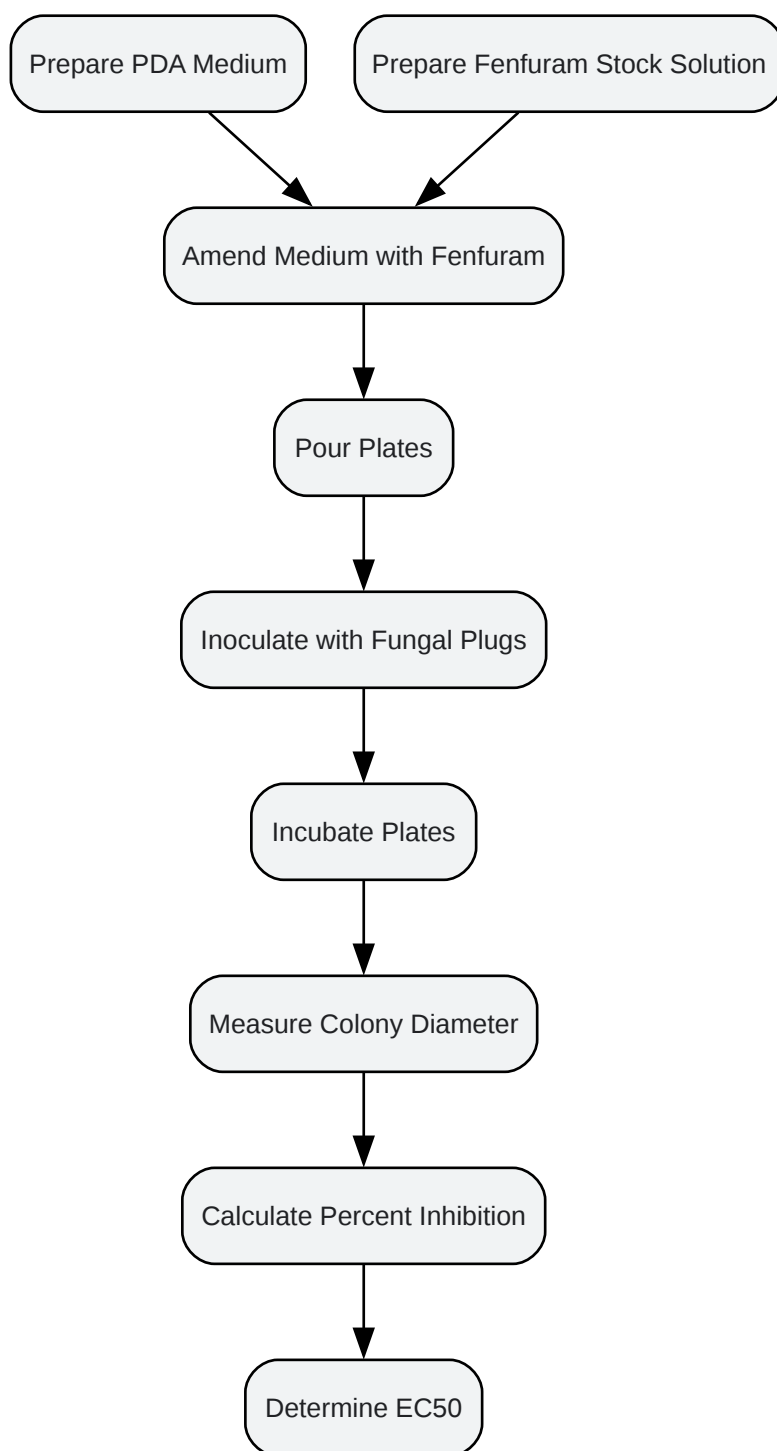 Prepare PDA Medium
Prepare Fenfuram Stock Solution
Amend Medium with Fenfuram
Pour Plates
Inoculate with Fungal Plugs
Incubate Plates
Measure Colony Diameter
Calculate Percent Inhibition
Determine EC50